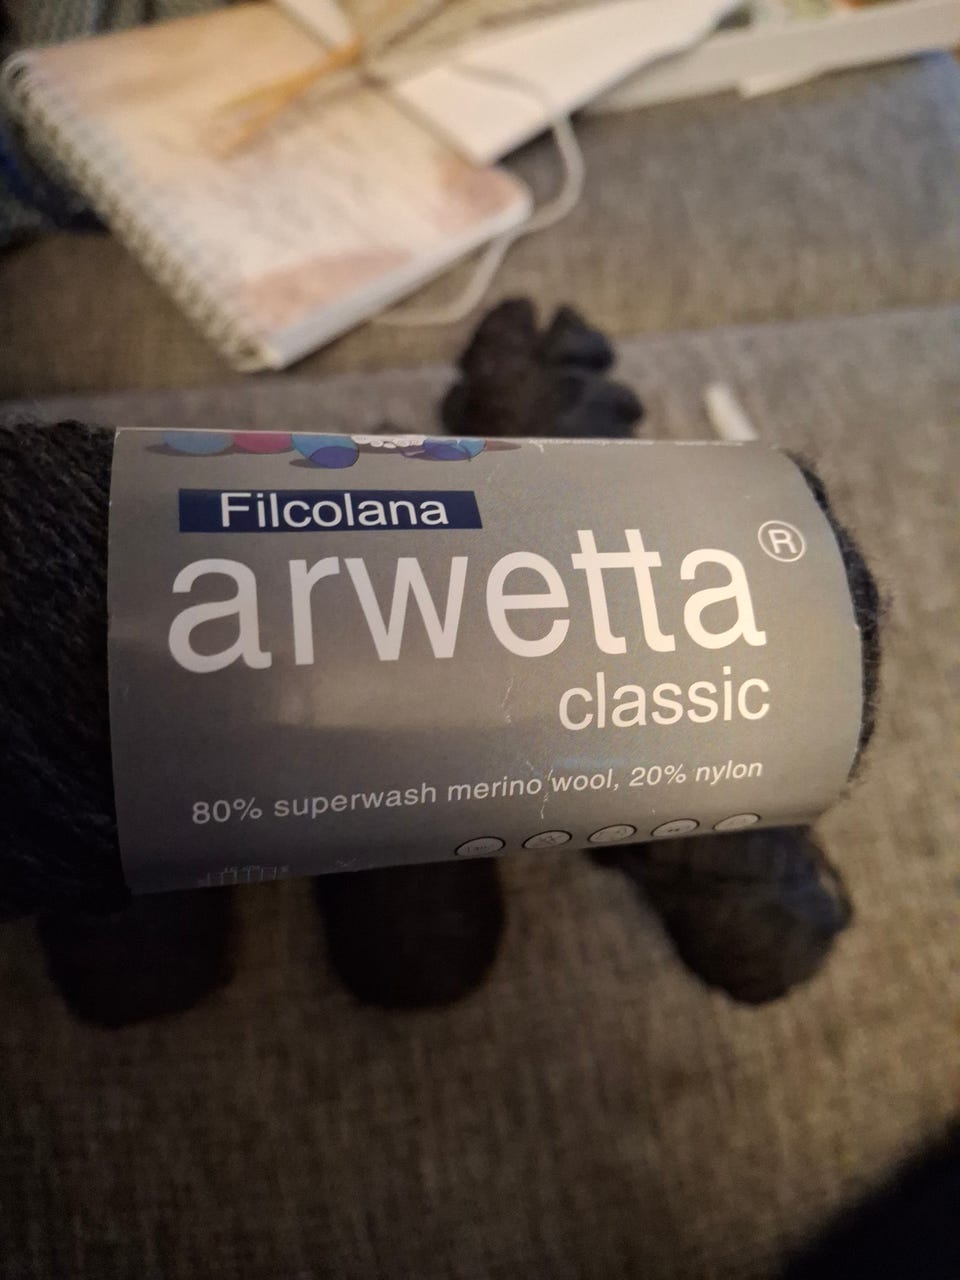 Filcolana
arwetta®
classic
80% superwash merino wool, 20% nylon